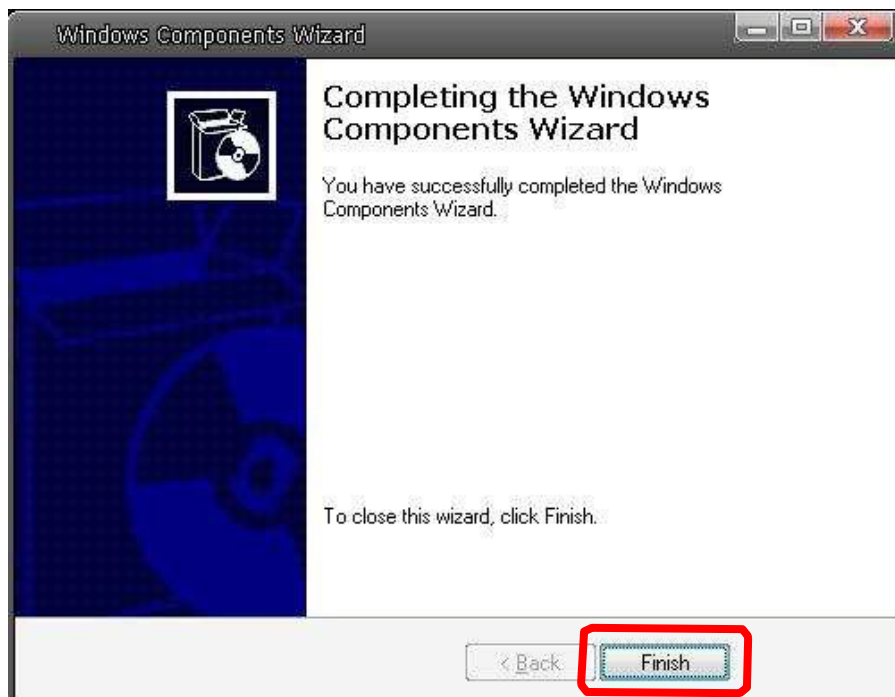 Windows Components Wizard
Completing the Windows
Components Wizard
You have successfully completed the Windows
Components Wizard.
To close this wizard, click Finish.
< Back
Finish